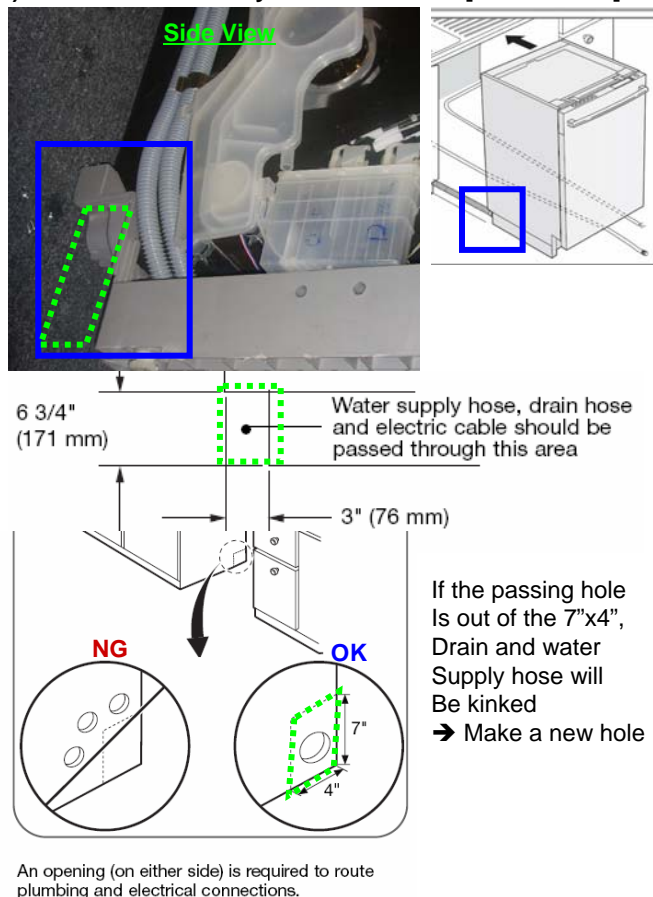 Side View
6 3/4"
(171 mm)
Water supply hose, drain hose
and electric cable should be
passed through this area
3" (76 mm)
NG
OK
7"
4"
If the passing hole
Is out of the 7”x4”,
Drain and water
Supply hose will
Be kinked
➔ Make a new hole
An opening (on either side) is required to route
plumbing and electrical connections.